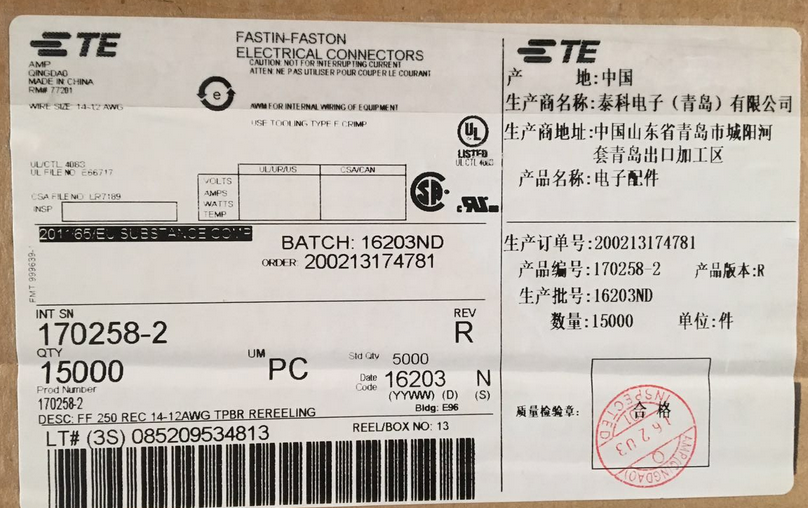 TE
AMP
QINGDAO
MADE IN CHINA
RM# 77281
WIRE SIZE 14-12 AWG
FASTIN-FASTON
ELECTRICAL CONNECTORS
CAUTION: NOT FOR INTERRUPTING CURRENT
ATTEN: NE PAS UTILISER POUR COUPER LE COURANT
e
AWM FOR INTERNAL WIRING OF EQUIPMENT
USE TOOLING TYPE F CRIMP
UL
LISTED
UL/CTL 486S
UL FILE NO E66717
CSA FILE NO LR7189
INSP
UL/UR/US
CSA/CAN
VOLTS
AMPS
WATTS
TEMP
2011/65/EU SUBSTANCE COMP
BATCH: 16203ND
ORDER 200213174781
INT SN
170258-2
REV
R
QTY
15000
UM
PC
Std Qty 5000
Date Code 16203 N
(YYWW) (D) (S)
Bldg: E96
Prod Number
170258-2
DESC: FF 250 REC 14-12AWG TPBR REREELING
LT# (3S) 085209534813
REEL/BOX NO: 13
TE
产 地:中国
生产商名称:泰科电子(青岛)有限公司
生产商地址:中国山东省青岛市城阳河
套青岛出口加工区
产品名称:电子配件
生产订单号:200213174781
产品编号:170258-2 产品版本:R
生产批号:16203ND
数量:15000 单位:件
质量检验章:
合格
INSPECTED